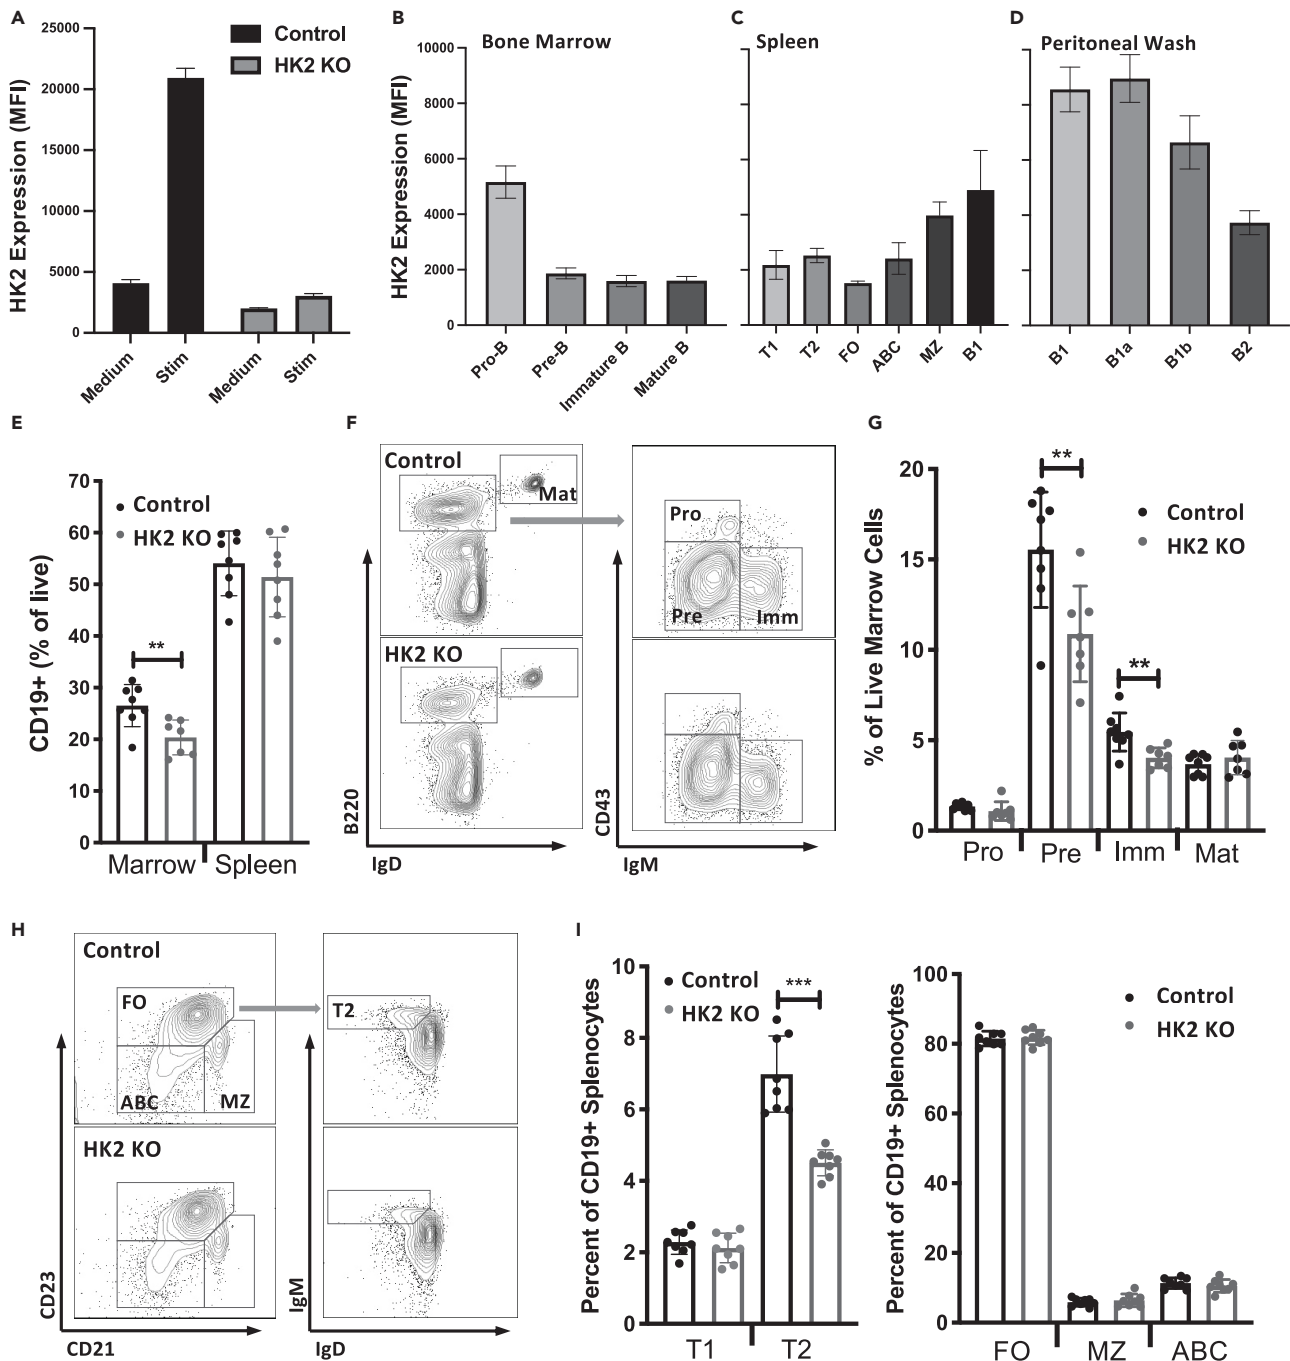 A
HK2 Expression (MFI)
25000
20000
15000
10000
5000
0
Control
HK2 KO
Medium
Stim
Medium
Stim
B
Bone Marrow
HK2 Expression (MFI)
10000
8000
6000
4000
2000
0
Pro-B
Pre-B
Immature B
Mature B
C
Spleen
T1
T2
FO
ABC
MZ
B1
D
Peritoneal Wash
B1
B1a
B1b
B2
E
CD19+ (% of live)
70
60
50
40
30
20
10
0
Control
HK2 KO
**
Marrow
Spleen
F
Control
Mat
Pro
Pre
Imm
HK2 KO
B220
IgD
CD43
IgM
G
% of Live Marrow Cells
20
15
10
5
0
**
**
Control
HK2 KO
Pro
Pre
Imm
Mat
H
Control
FO
ABC
MZ
T2
HK2 KO
CD23
CD21
IgM
IgD
I
Percent of CD19+ Splenocytes
10
8
6
4
2
0
Control
HK2 KO
***
T1
T2
Percent of CD19+ Splenocytes
100
80
60
40
20
0
Control
HK2 KO
FO
MZ
ABC